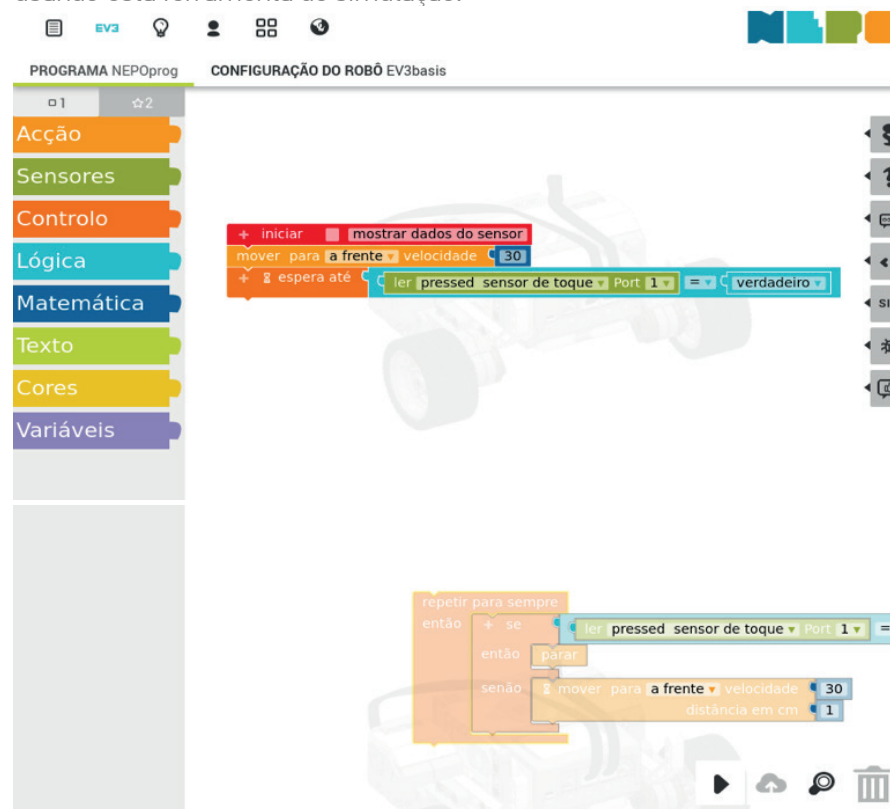 EV3
NEPO
PROGRAMA NEPOprog CONFIGURAÇÃO DO ROBÔ EV3basis
1 2
Acção
Sensores
Controlo
Lógica
Matemática
Texto
Cores
Variáveis
+ iniciar mostrar dados do sensor
mover para a frente velocidade 30
+ espera até ler pressed sensor de toque Port 1 = verdadeiro
repetir para sempre
então + se ler pressed sensor de toque Port 1 =
então parar
senão mover para a frente velocidade 30
distância em cm 1